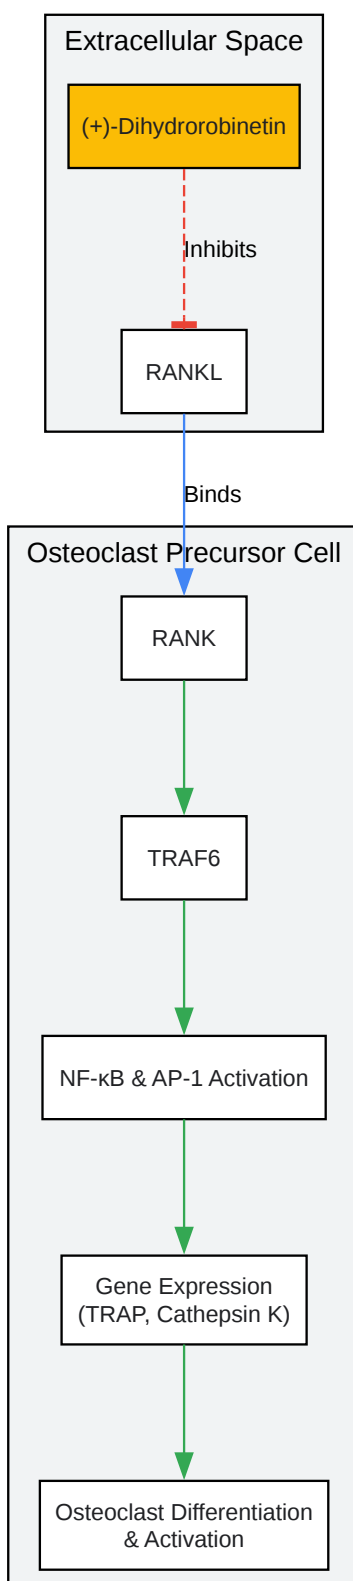 Extracellular Space
(+)-Dihydrorobinetin
Inhibits
RANKL
Binds
Osteoclast Precursor Cell
RANK
TRAF6
NF-κB & AP-1 Activation
Gene Expression
(TRAP, Cathepsin K)
Osteoclast Differentiation
& Activation